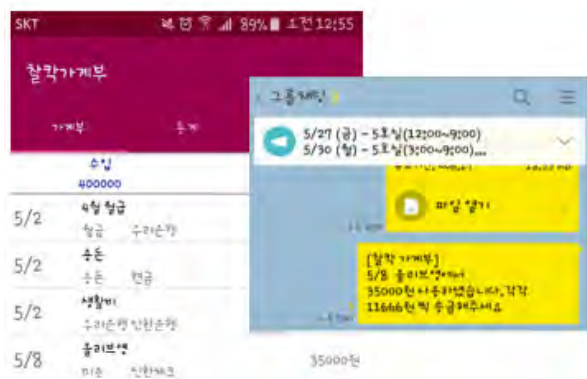 SKT 89% 오전 12:55
찰칵가계부
가계부 통계
수입
400000
5/2 4월 월급
월급 우리은행
5/2 용돈
용돈 현금
5/2 생활비
우리은행 신한은행
5/8 올리브영
미용 신한체크 35000원
그룹채팅
5/27 (금) - 5호실(12:00~9:00)
5/30 (월) - 5호실(3:00~9:00)...
파일 열기
[찰칵 가계부]
5/8 올리브영에서
35000원 사용하였습니다.각각
11666원 씩 송금해주세요